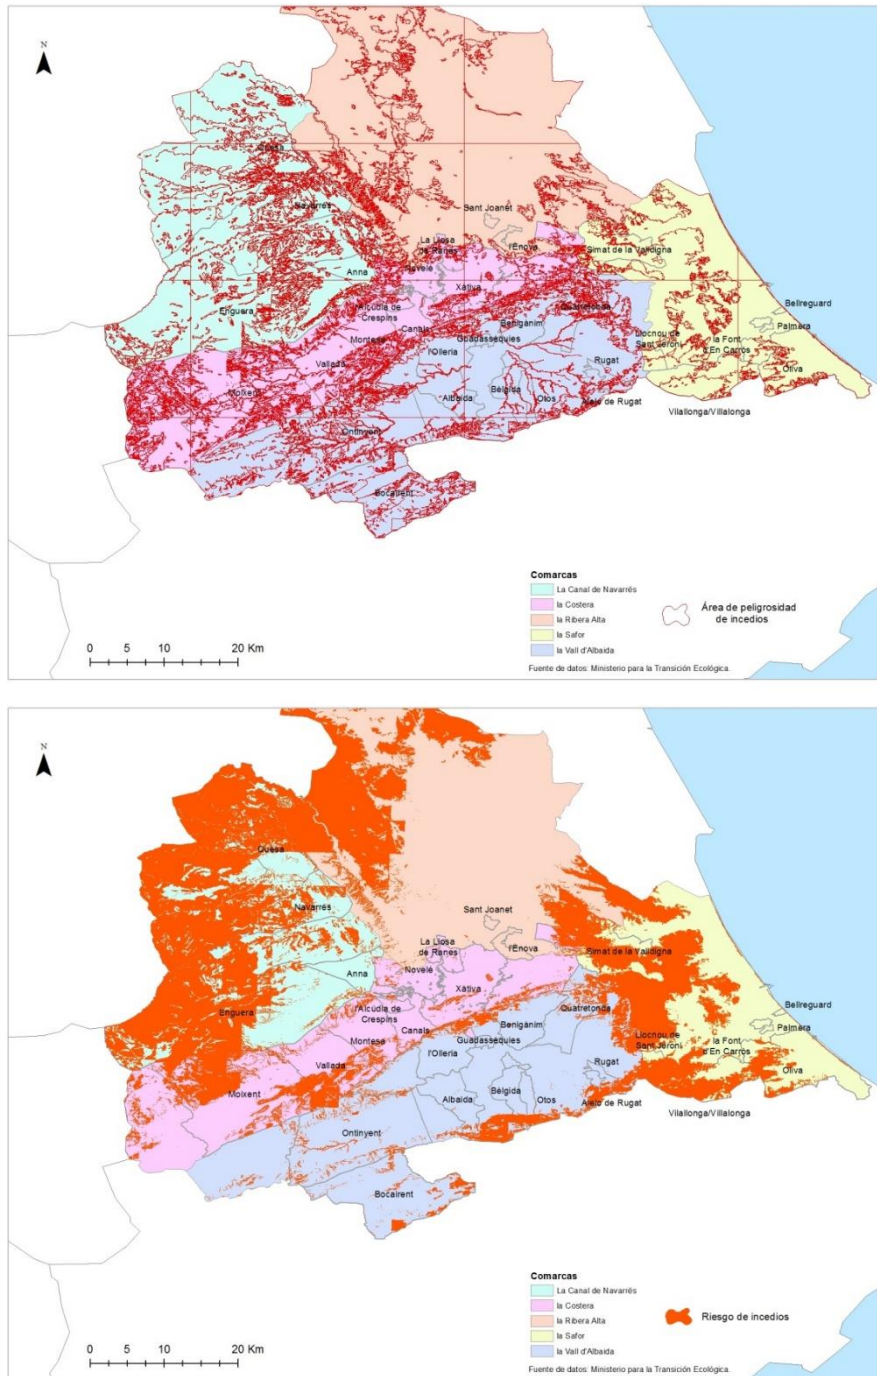 N
Quesa
Navarrés
Sant Joanet
La Llosa
de Ranes
l'Ènova
Simat de la Valldigna
Novelé
Anna
Xàtiva
Bellreguard
Enguera
l'Alcúdia de
Crespins
Canals
Benigànim
Quatretonda
Palmera
Montesa
Guadasséquies
Llocnou de
Sant Jeroni
la Font
d'En Carròs
Vallada
l'Olleria
Rugat
Oliva
Moixent
Albaida
Bèlgida
Otos
Aielo de Rugat
Vilallonga/Villalonga
Ontinyent
Bocairent
Comarcas
La Canal de Navarrés
la Costera
la Ribera Alta
la Safor
la Vall d'Albaida
Área de peligrosidad
de incedios
0 5 10 20 Km
Fuente de datos: Ministerio para la Transición Ecológica.
N
Quesa
Navarrés
Sant Joanet
La Llosa
de Ranes
l'Ènova
Simat de la Valldigna
Novelé
Anna
Xàtiva
Bellreguard
Enguera
l'Alcúdia de
Crespins
Canals
Benigànim
Quatretonda
Palmera
Montesa
Guadasséquies
Llocnou de
Sant Jeroni
la Font
d'En Carròs
Vallada
l'Olleria
Rugat
Oliva
Moixent
Albaida
Bèlgida
Otos
Aielo de Rugat
Vilallonga/Villalonga
Ontinyent
Bocairent
Comarcas
La Canal de Navarrés
la Costera
la Ribera Alta
la Safor
la Vall d'Albaida
Riesgo de incedios
0 5 10 20 Km
Fuente de datos: Ministerio para la Transición Ecológica.